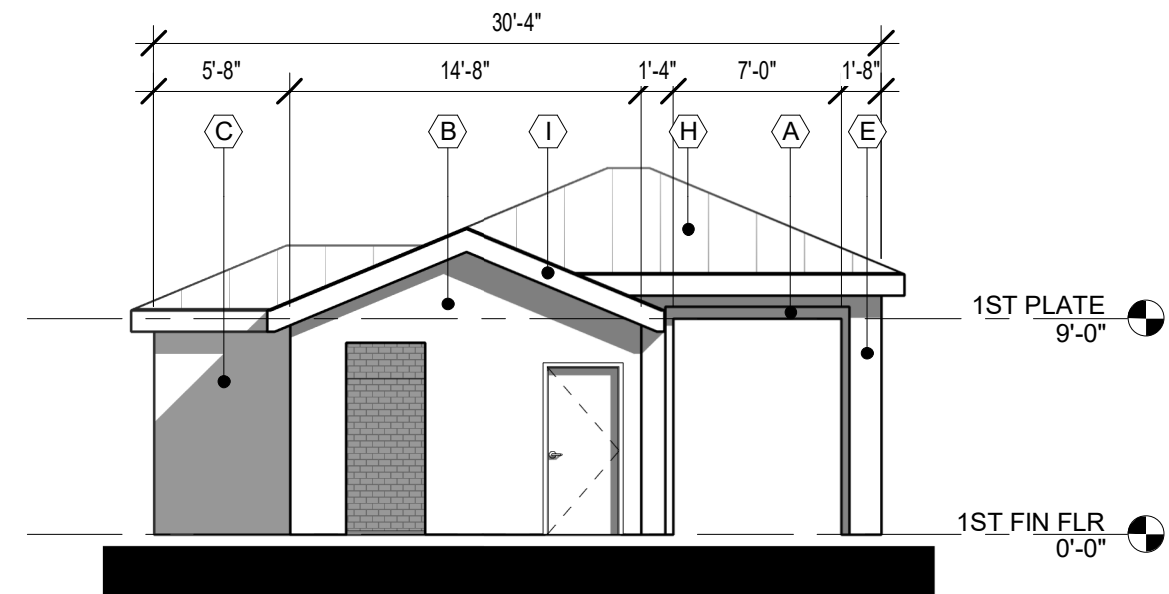 30'-4"
5'-8"
14'-8"
1'-4"
7'-0"
1'-8"
C
B
I
H
A
E
1ST PLATE
9'-0"
1ST FIN FLR
0'-0"